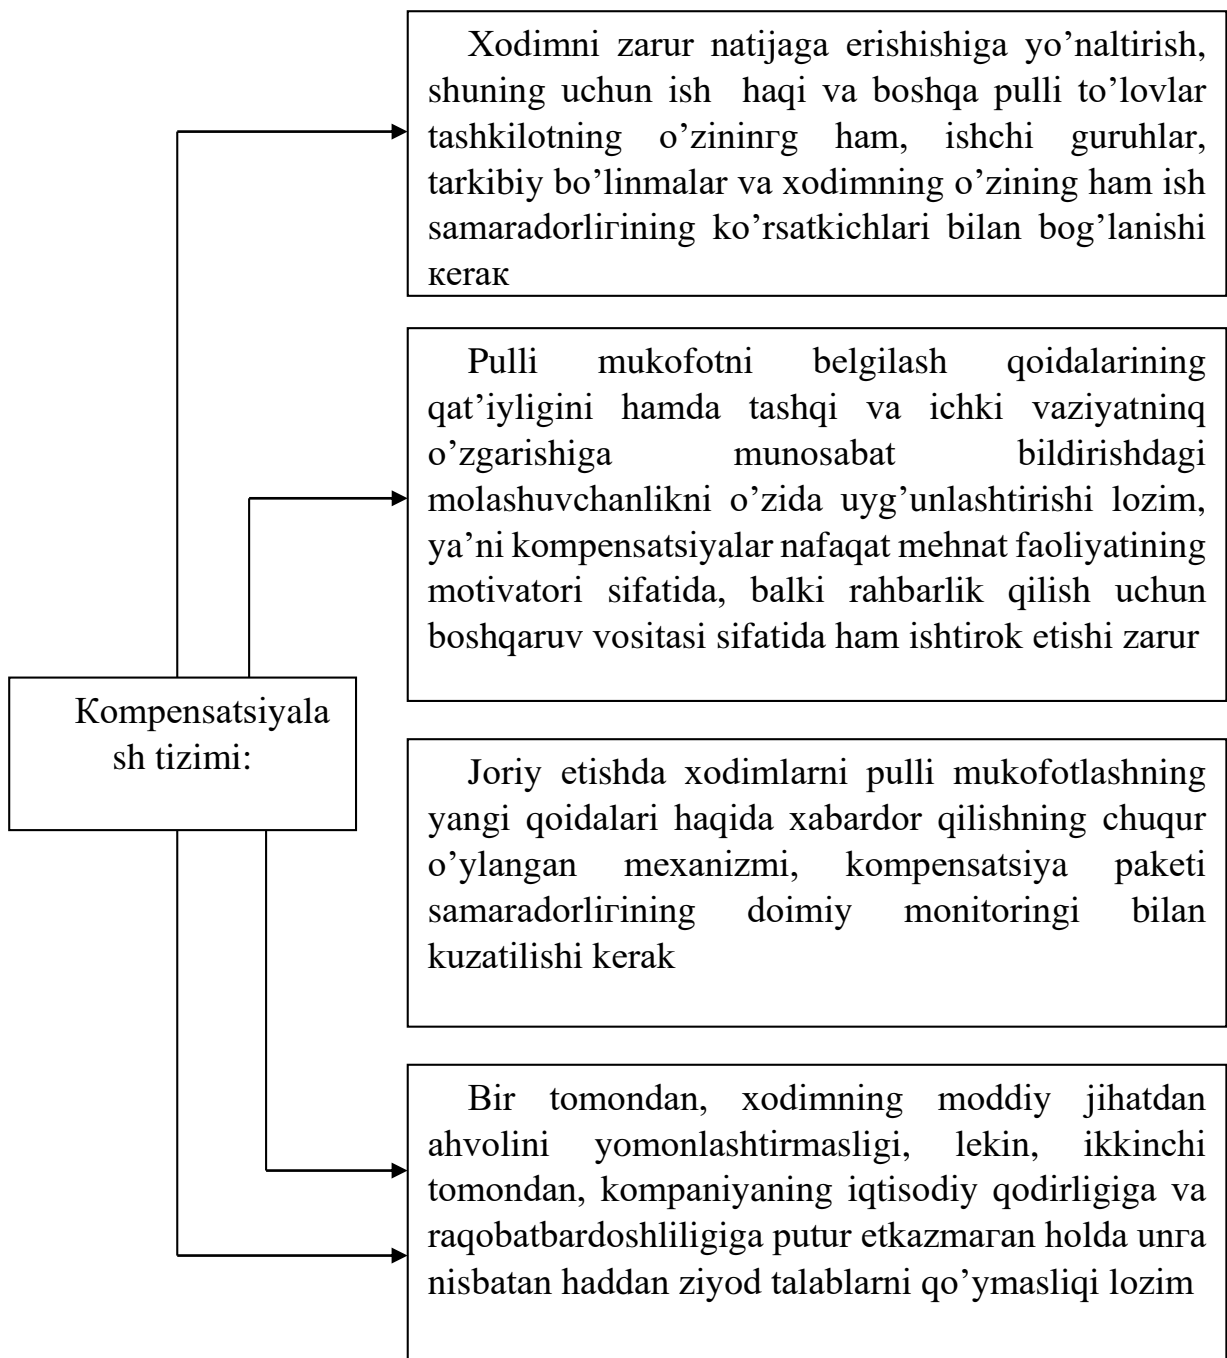 Xodimni zarur natijaga erishishiga yo’naltirish,
shuning uchun ish haqi va boshqa pulli to’lovlar
tashkilotning o’zininгg ham, ishchi guruhlar,
tarkibiy bo’linmalar va xodimning o’zining ham ish
samaradorliгining ko’rsatkichlari bilan bog’lanishi
кeraк
Pulli mukofotni belgilash qoidalarining
qat’iyligini hamda tashqi va ichki vaziyatninq
o’zgarishiga munosabat bildirishdagi
molashuvchanlikni o’zida uyg’unlashtirishi lozim,
ya’ni kompensatsiyalar nafaqat mehnat faoliyatining
motivatori sifatida, balki rahbarlik qilish uchun
boshqaruv vositasi sifatida ham ishtirok etishi zarur
Kompensatsiyala
sh tizimi:
Joriy etishda xodimlarni pulli mukofotlashning
yangi qoidalari haqida xabardor qilishning chuqur
o’ylangan mexanizmi, kompensatsiya paketi
samaradorliгining doimiy monitoringi bilan
kuzatilishi kerak
Bir tomondan, xodimning moddiy jihatdan
ahvolini yomonlashtirmasligi, lekin, ikkinchi
tomondan, kompaniyaning iqtisodiy qodirligiga va
raqobatbardoshliligiga putur etkazmaгan holda unгa
nisbatan haddan ziyod talablarni qo’ymasliqi lozim